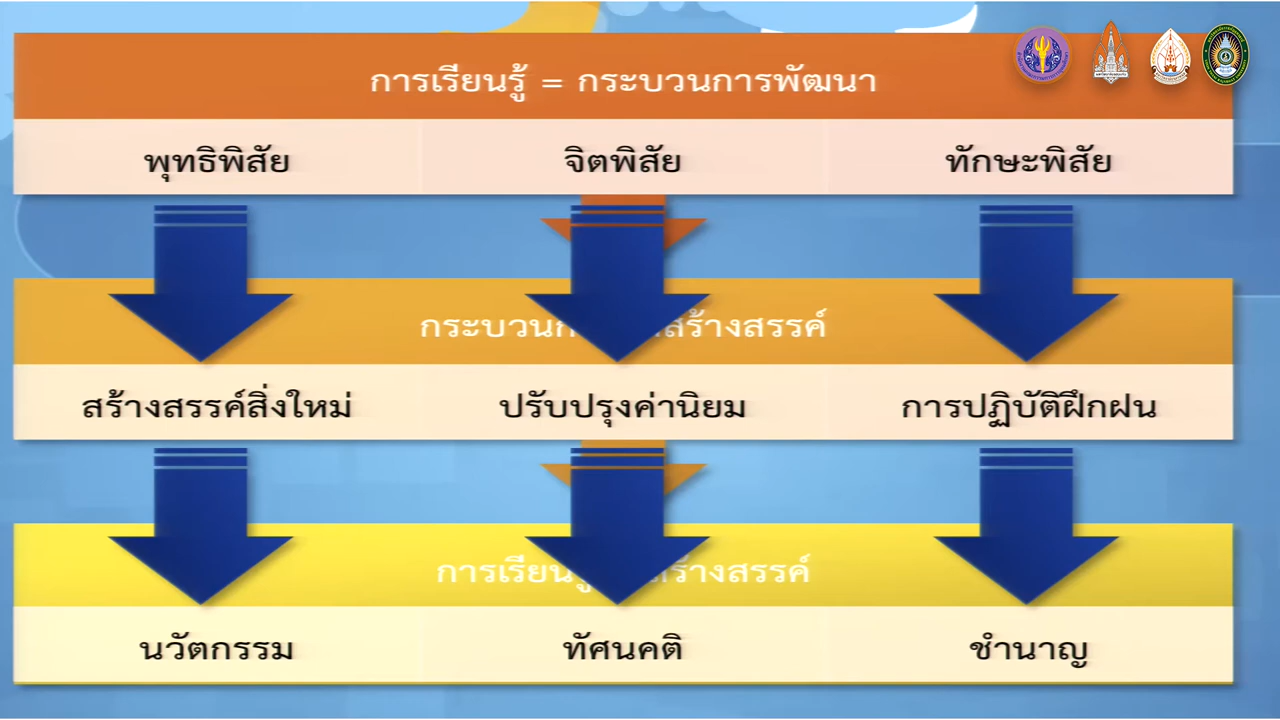 การเรียนรู้ = กระบวนการพัฒนา
พุทธิพิสัย จิตพิสัย ทักษะพิสัย
สร้างสรรค์
สร้างสรรค์สิ่งใหม่ ปรับปรุงค่านิยม การปฏิบัติฝึกฝน
การเรียนรู้ สร้างสรรค์
นวัตกรรม ทัศนคติ ชำนาญ